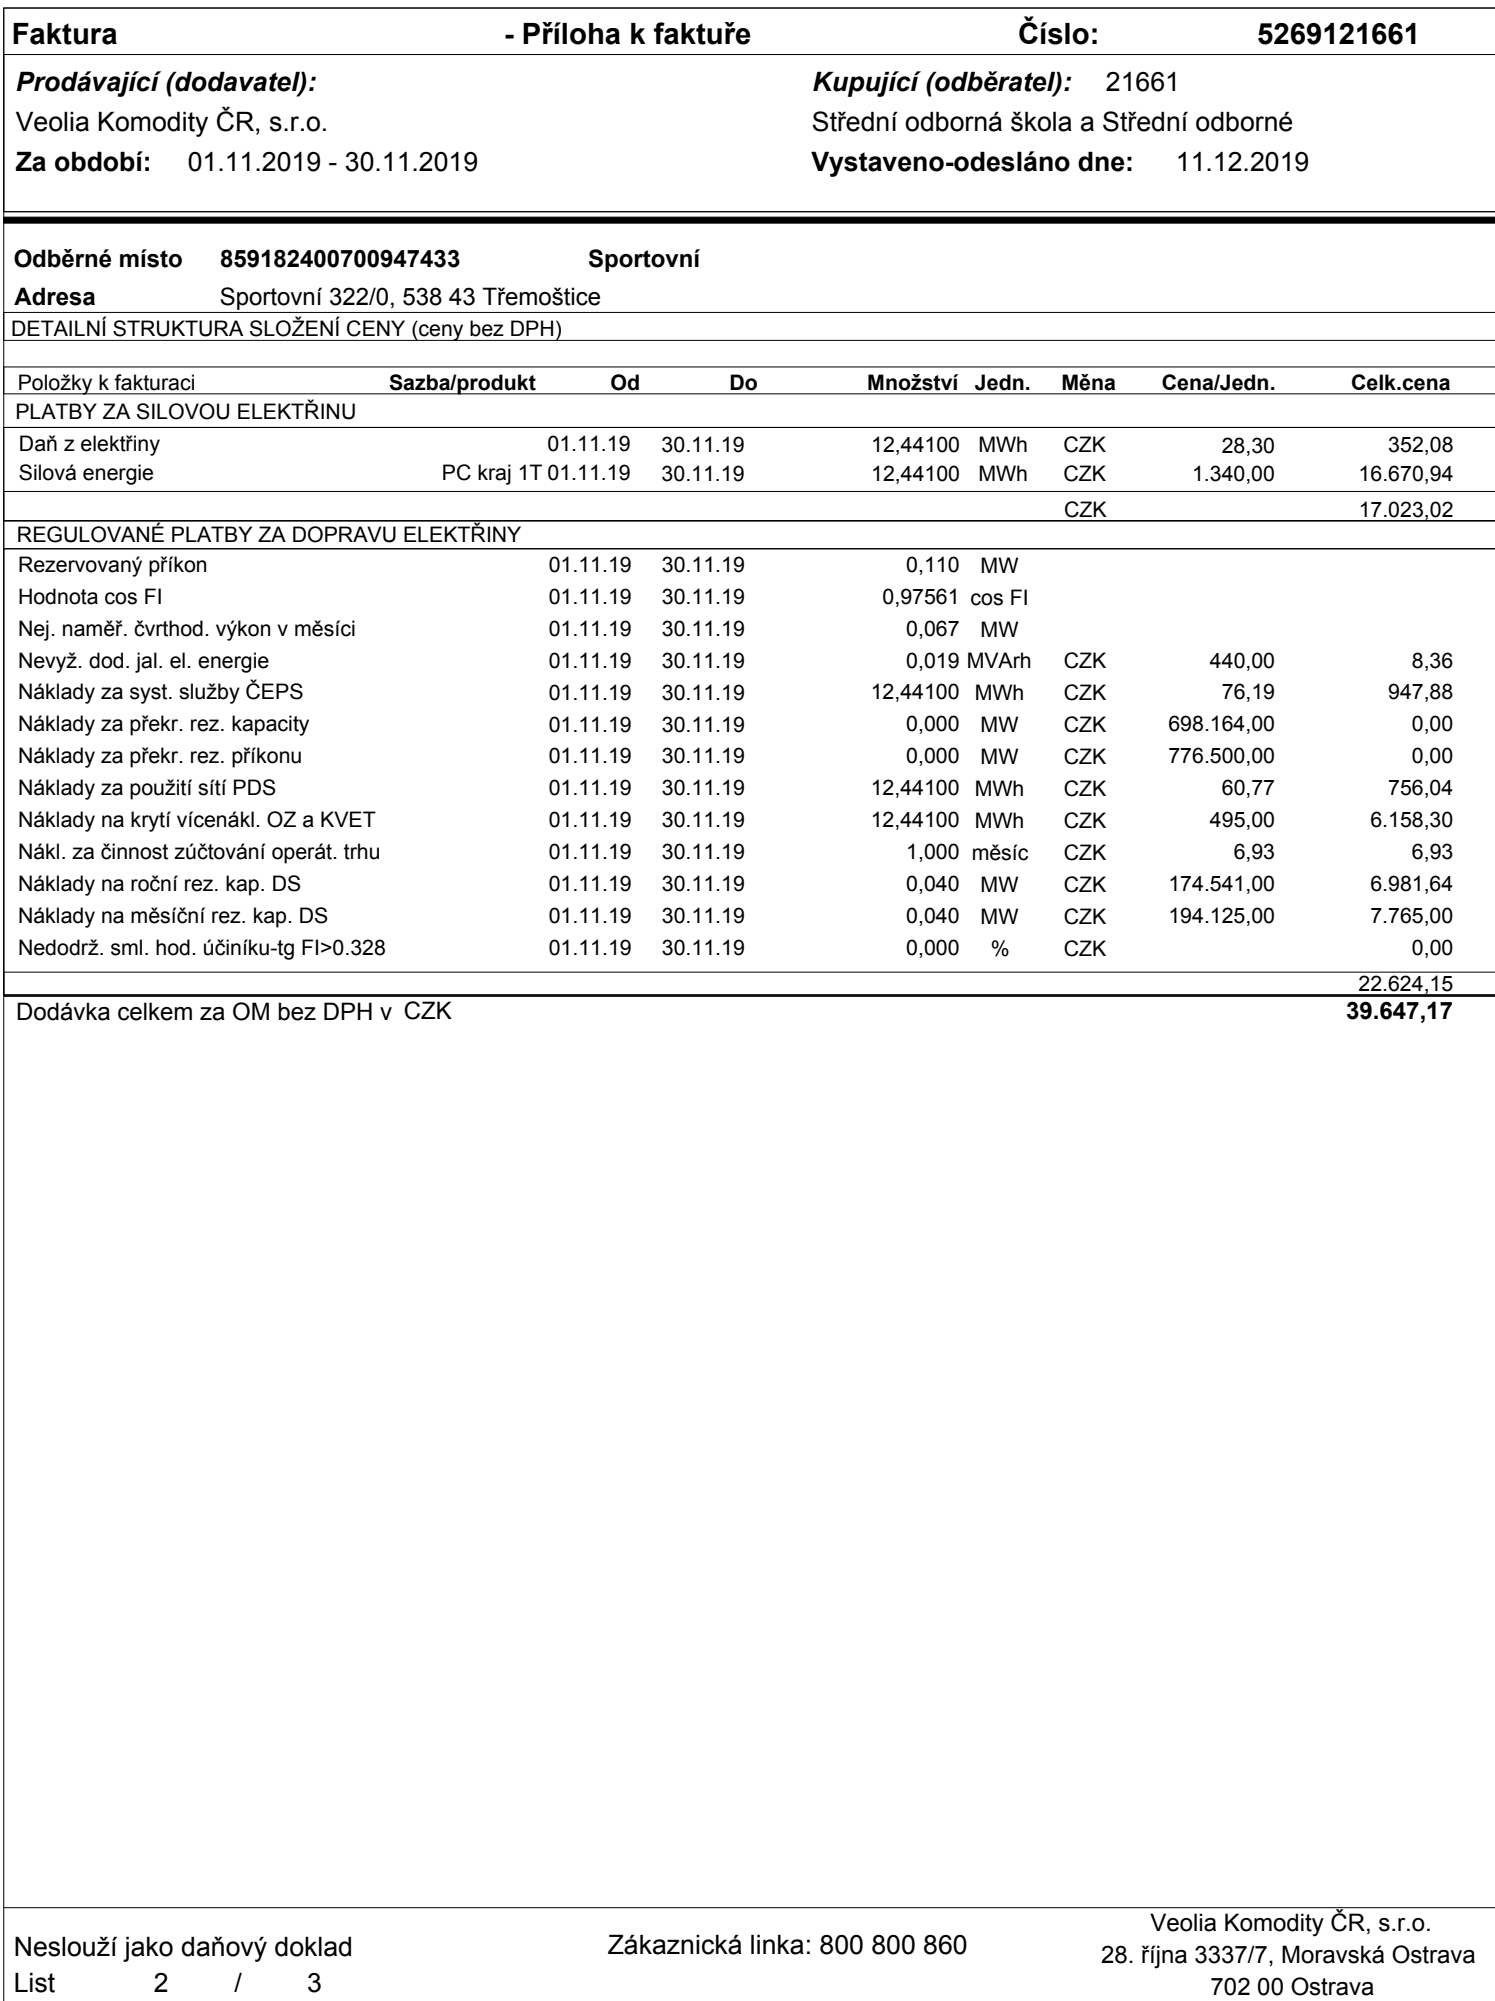 Faktura - Příloha k faktuře Číslo: 5269121661
Prodávající (dodavatel): Kupující (odběratel): 21661
Veolia Komodity ČR, s.r.o. Střední odborná škola a Střední odborné
Za období: 01.11.2019 - 30.11.2019 Vystaveno-odesláno dne: 11.12.2019
Odběrné místo 859182400700947433 Sportovní
Adresa Sportovní 322/0, 538 43 Třemoštice
DETAILNÍ STRUKTURA SLOŽENÍ CENY (ceny bez DPH)
Položky k fakturaci Sazba/produkt Od Do Množství Jedn. Měna Cena/Jedn. Celk.cena
PLATBY ZA SILOVOU ELEKTŘINU
Daň z elektřiny 01.11.19 30.11.19 12,44100 MWh CZK 28,30 352,08
Silová energie PC kraj 1T 01.11.19 30.11.19 12,44100 MWh CZK 1.340,00 16.670,94
CZK 17.023,02
REGULOVANÉ PLATBY ZA DOPRAVU ELEKTŘINY
Rezervovaný příkon 01.11.19 30.11.19 0,110 MW
Hodnota cos FI 01.11.19 30.11.19 0,97561 cos FI
Nej. naměř. čvrthod. výkon v měsíci 01.11.19 30.11.19 0,067 MW
Nevyž. dod. jal. el. energie 01.11.19 30.11.19 0,019 MVArh CZK 440,00 8,36
Náklady za syst. služby ČEPS 01.11.19 30.11.19 12,44100 MWh CZK 76,19 947,88
Náklady za překr. rez. kapacity 01.11.19 30.11.19 0,000 MW CZK 698.164,00 0,00
Náklady za překr. rez. příkonu 01.11.19 30.11.19 0,000 MW CZK 776.500,00 0,00
Náklady za použití sítí PDS 01.11.19 30.11.19 12,44100 MWh CZK 60,77 756,04
Náklady na krytí vícenákl. OZ a KVET 01.11.19 30.11.19 12,44100 MWh CZK 495,00 6.158,30
Nákl. za činnost zúčtování operát. trhu 01.11.19 30.11.19 1,000 měsíc CZK 6,93 6,93
Náklady na roční rez. kap. DS 01.11.19 30.11.19 0,040 MW CZK 174.541,00 6.981,64
Náklady na měsíční rez. kap. DS 01.11.19 30.11.19 0,040 MW CZK 194.125,00 7.765,00
Nedodrž. sml. hod. účiníku-tg FI>0.328 01.11.19 30.11.19 0,000 % CZK 0,00
22.624,15
Dodávka celkem za OM bez DPH v CZK 39.647,17
Neslouží jako daňový doklad Zákaznická linka: 800 800 860 Veolia Komodity ČR, s.r.o.
28. října 3337/7, Moravská Ostrava
List 2 / 3 702 00 Ostrava